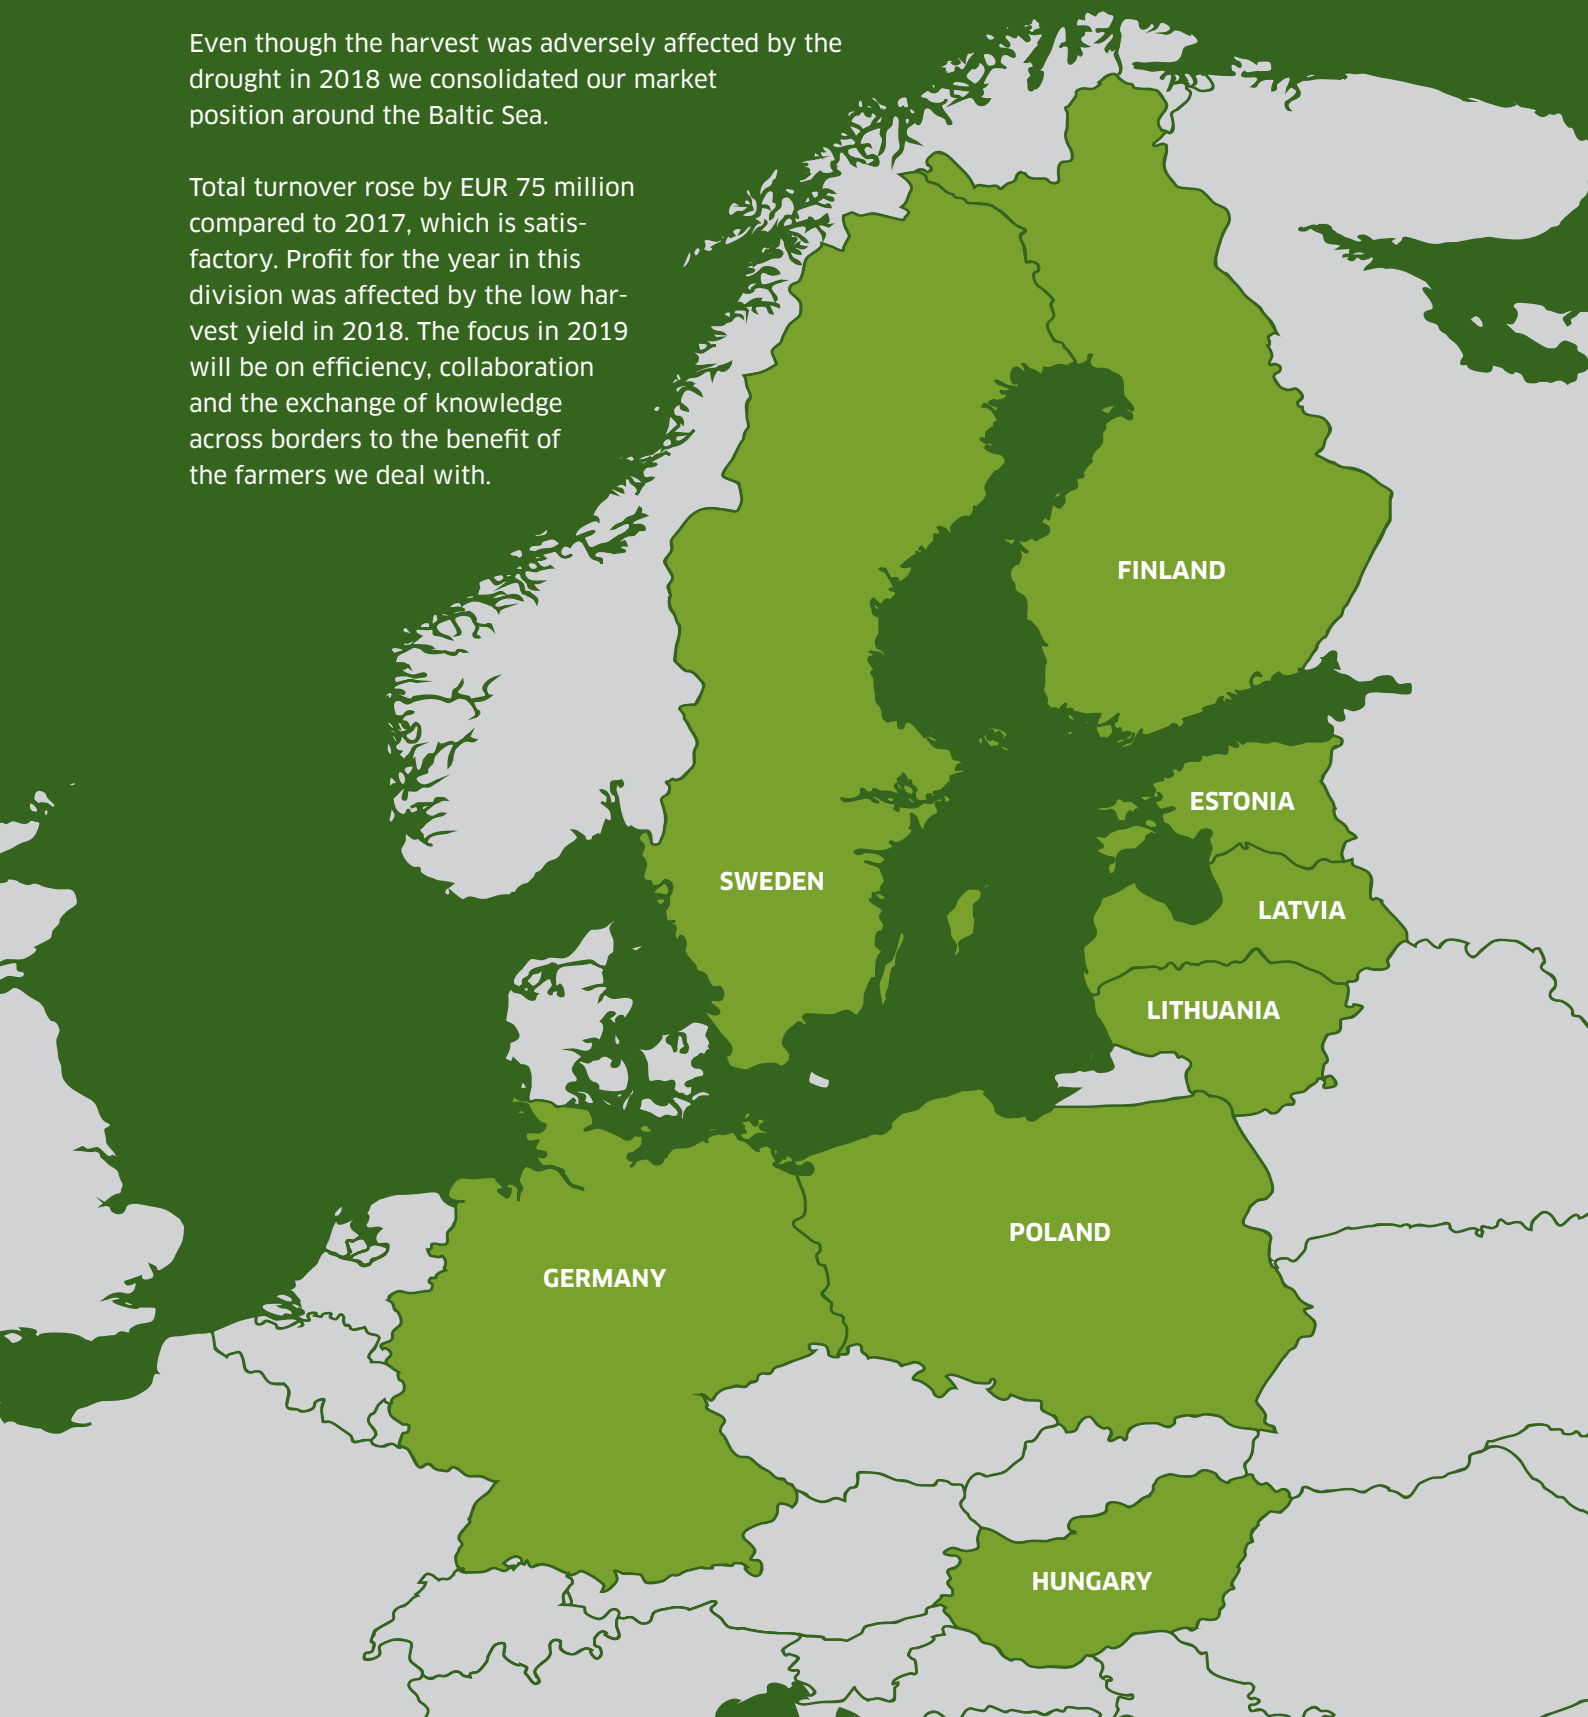 Even though the harvest was adversely affected by the
drought in 2018 we consolidated our market
position around the Baltic Sea.
Total turnover rose by EUR 75 million
compared to 2017, which is satis-
factory. Profit for the year in this
division was affected by the low har-
vest yield in 2018. The focus in 2019
will be on efficiency, collaboration
and the exchange of knowledge
across borders to the benefit of
the farmers we deal with.
FINLAND
ESTONIA
SWEDEN
LATVIA
LITHUANIA
POLAND
GERMANY
HUNGARY